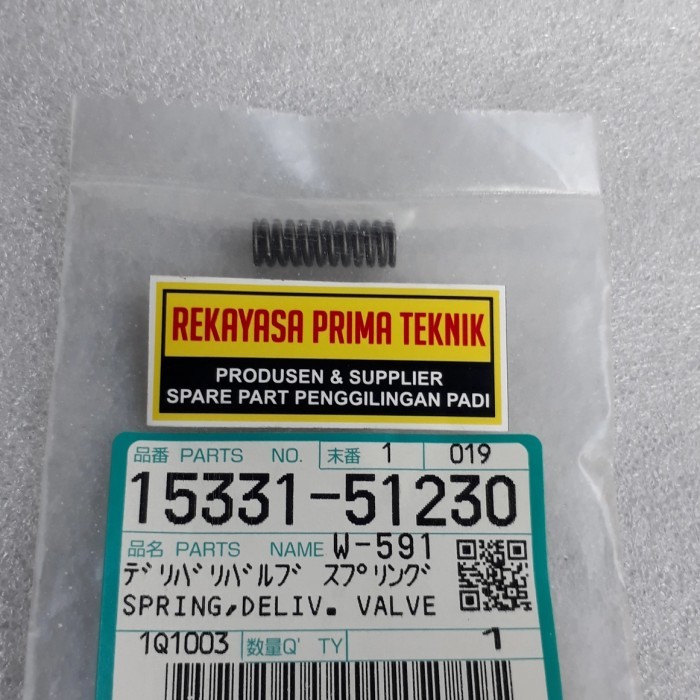 REKAYASA PRIMA TEKNIK
PRODUSEN & SUPPLIER
SPARE PART PENGGILINGAN PADI
品番 PARTS NO. 末番 1 019
15331-51230
品名 PARTS NAME W-591
デリバリバルブ スプリング
SPRING,DELIV. VALVE
1Q1003 数量Q' TY 1